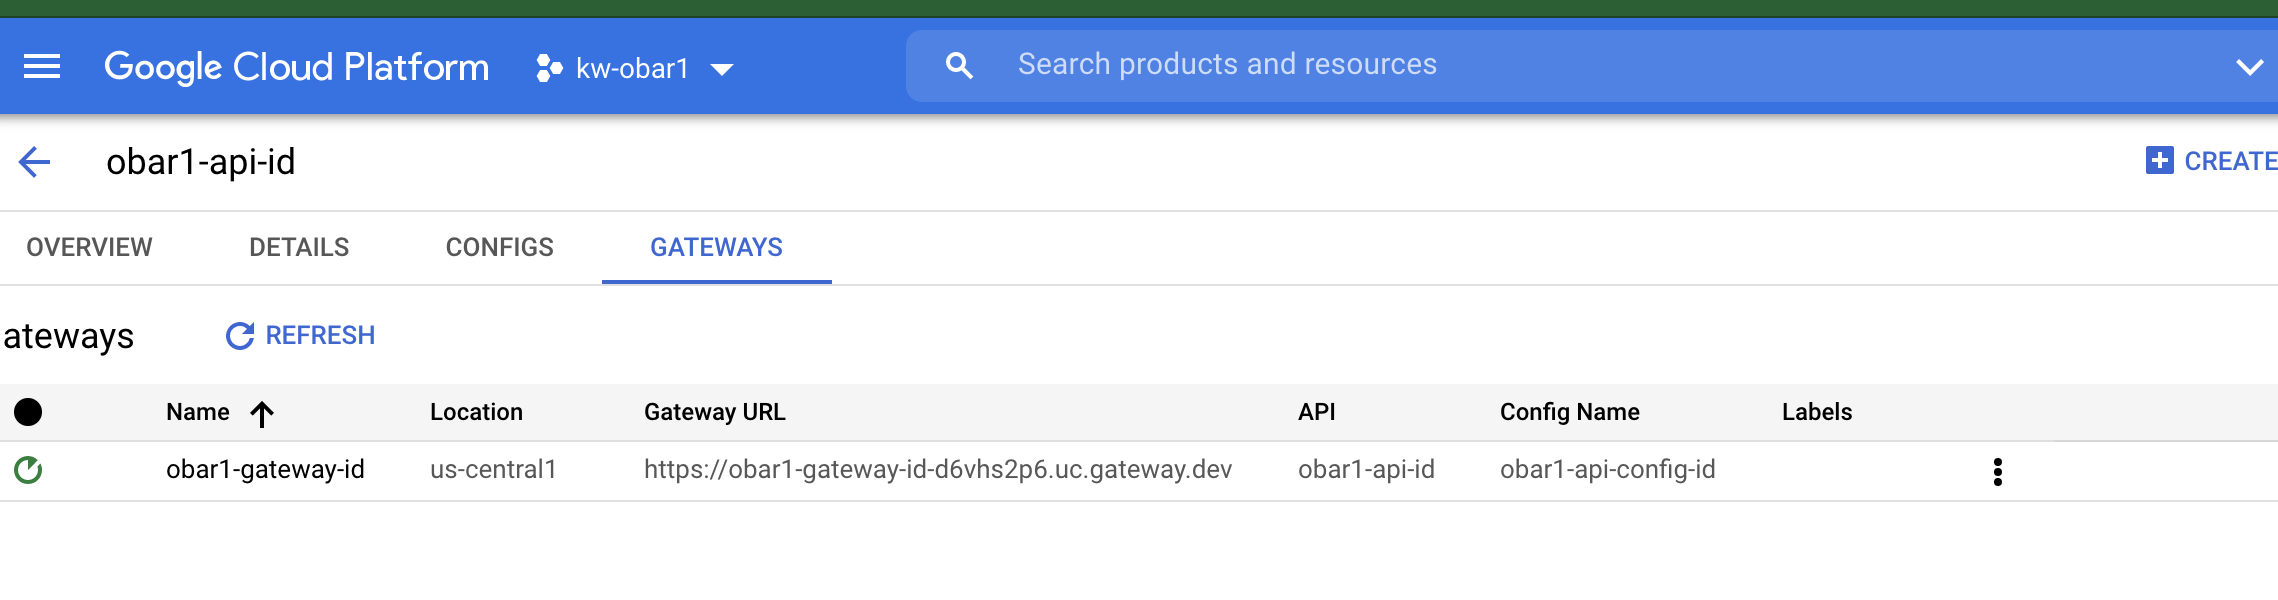 Google Cloud Platform kw-obar1 Search products and resources
obar1-api-id CREATE
OVERVIEW DETAILS CONFIGS GATEWAYS
ateways REFRESH
Name Location Gateway URL API Config Name Labels
obar1-gateway-id us-central1 https://obar1-gateway-id-d6vhs2p6.uc.gateway.dev obar1-api-id obar1-api-config-id